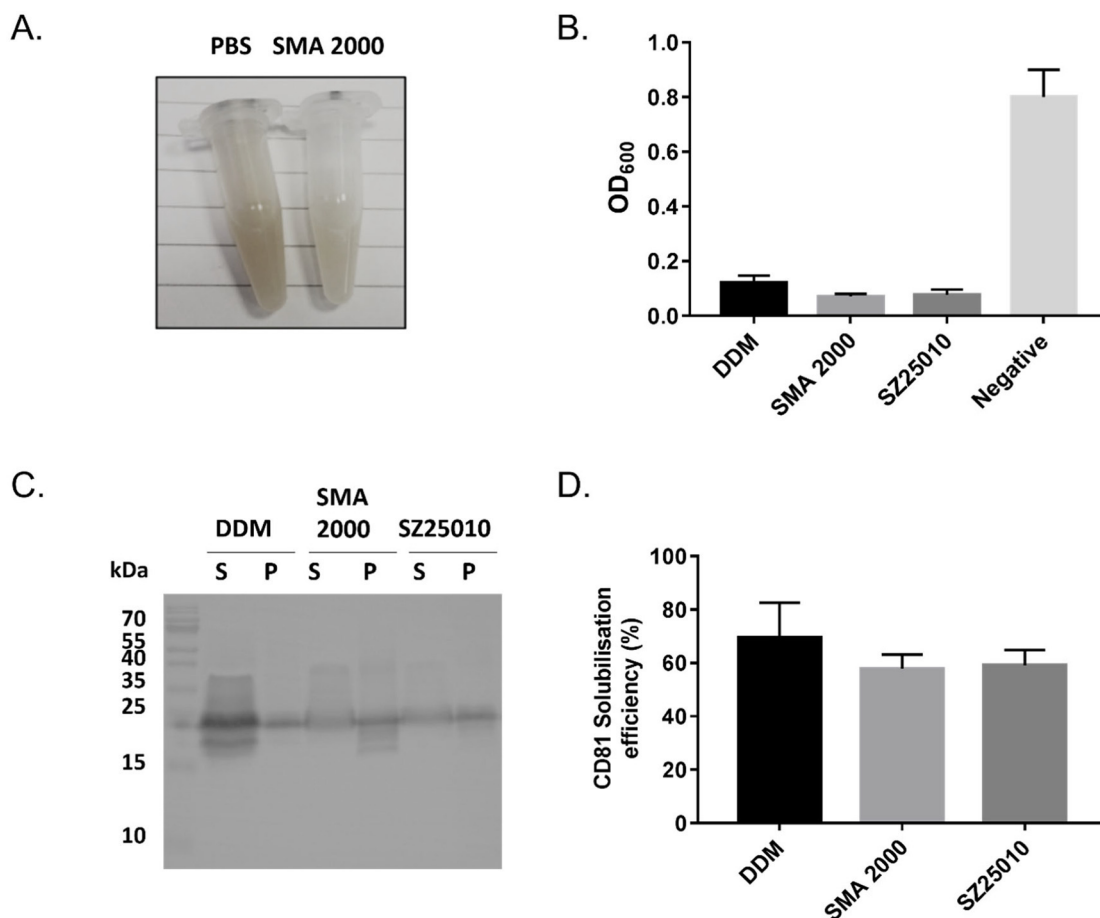 A.
PBS SMA 2000
B.
OD600
1.0
0.8
0.6
0.4
0.2
0.0
DDM
SMA 2000
SZ25010
Negative
C.
DDM
SMA
2000
SZ25010
kDa
S P S P S P
70
55
40
35
25
15
10
D.
CD81 Solubilisation
efficiency (%)
100
80
60
40
20
0
DDM
SMA 2000
SZ25010